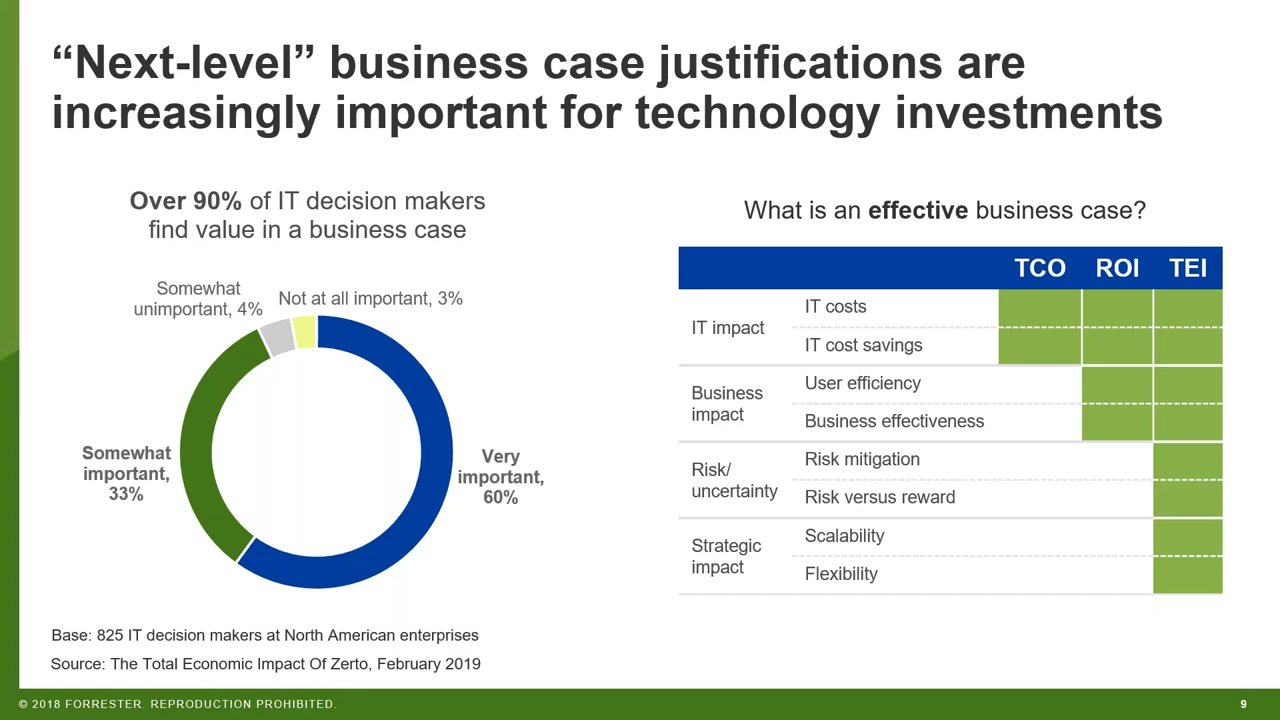 “Next-level” business case justifications are
increasingly important for technology investments
Over 90% of IT decision makers
find value in a business case
Somewhat
unimportant, 4%
Not at all important, 3%
Somewhat
important,
33%
Very
important,
60%
Base: 825 IT decision makers at North American enterprises
Source: The Total Economic Impact Of Zerto, February 2019
What is an effective business case?
TCO ROI TEI
IT impact
IT costs
IT cost savings
Business
impact
User efficiency
Business effectiveness
Risk/
uncertainty
Risk mitigation
Risk versus reward
Strategic
impact
Scalability
Flexibility
© 2018 FORRESTER. REPRODUCTION PROHIBITED.
9